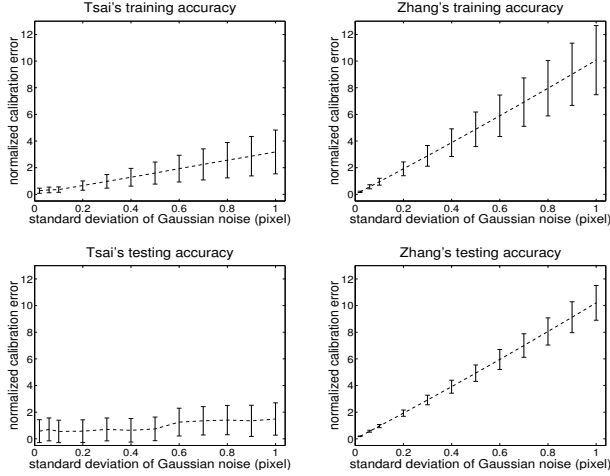 Tsai's training accuracy
normalized calibration error
12
10
8
6
4
2
0
0 0.2 0.4 0.6 0.8 1
standard deviation of Gaussian noise (pixel)
Zhang's training accuracy
normalized calibration error
12
10
8
6
4
2
0
0 0.2 0.4 0.6 0.8 1
standard deviation of Gaussian noise (pixel)
Tsai's testing accuracy
normalized calibration error
12
10
8
6
4
2
0
0 0.2 0.4 0.6 0.8 1
standard deviation of Gaussian noise (pixel)
Zhang's testing accuracy
normalized calibration error
12
10
8
6
4
2
0
0 0.2 0.4 0.6 0.8 1
standard deviation of Gaussian noise (pixel)